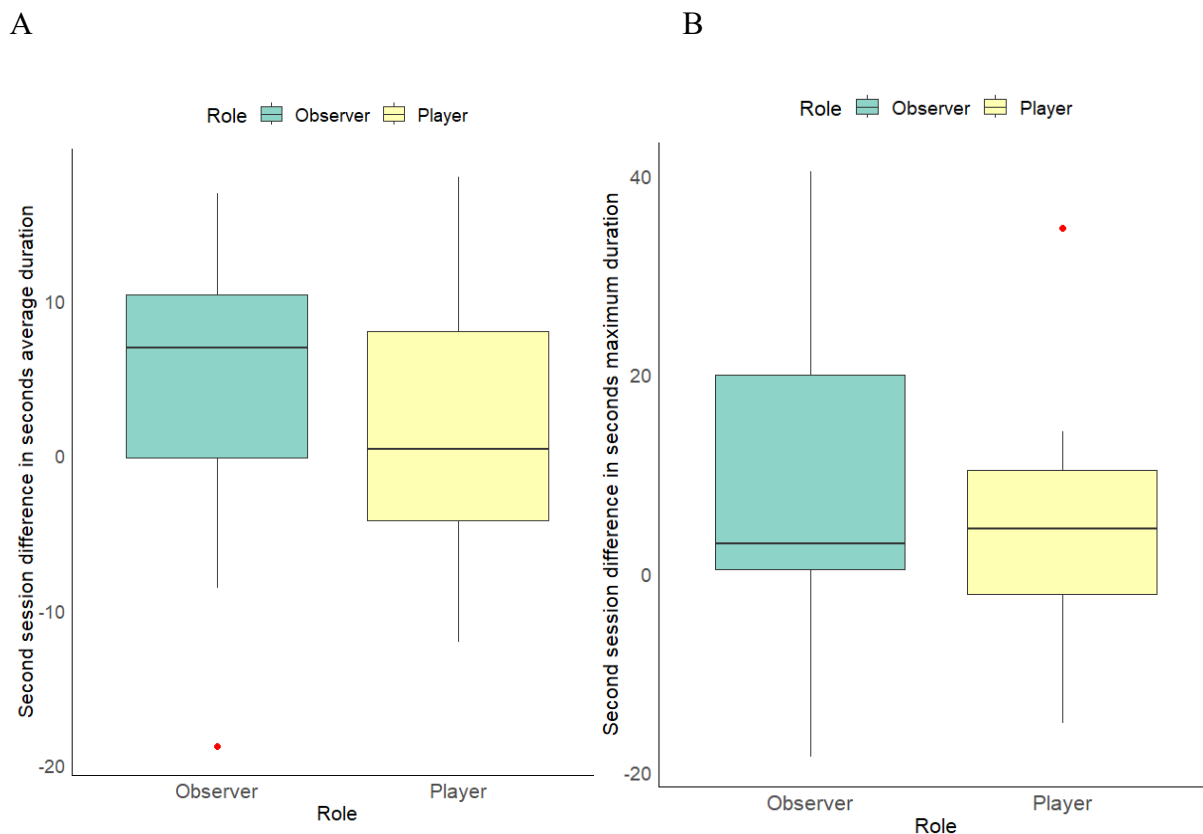 A
B
Role Observer Player
Second session difference in seconds average duration
10
0
-10
-20
Observer Player
Role
Role Observer Player
Second session difference in seconds maximum duration
40
20
0
-20
Observer Player
Role